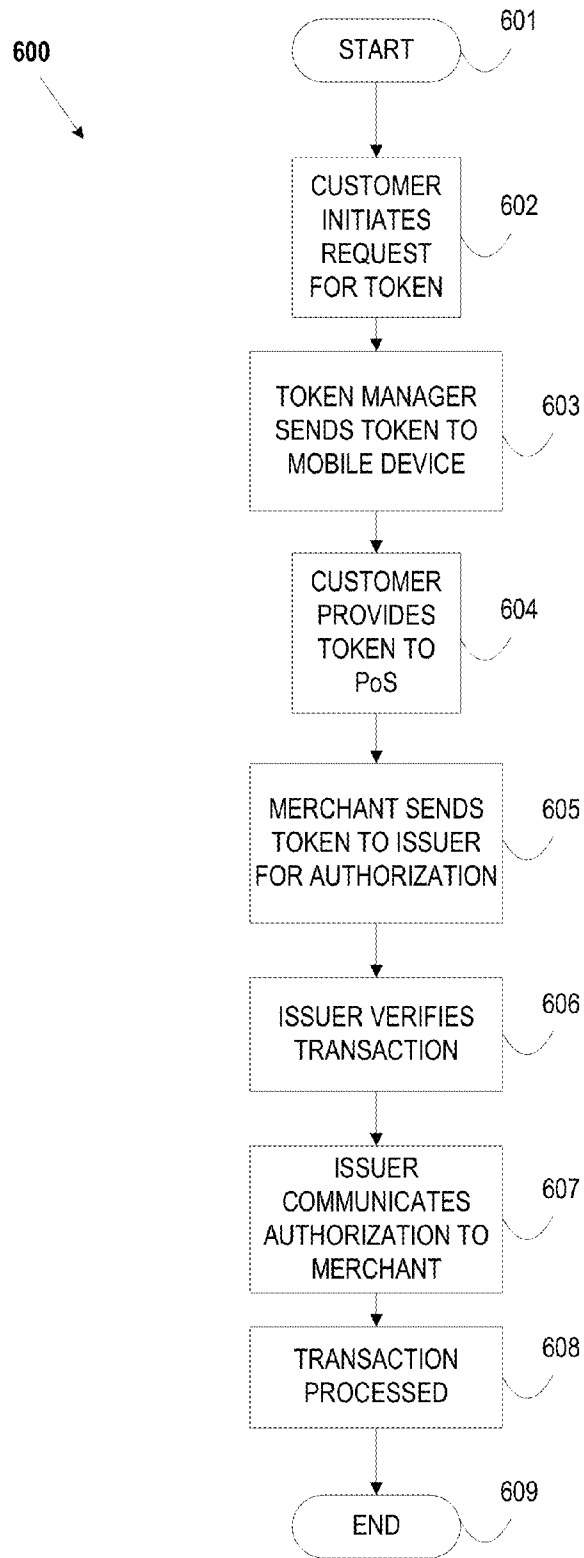 600
START
601
CUSTOMER
INITIATES
REQUEST
FOR TOKEN
602
TOKEN MANAGER
SENDS TOKEN TO
MOBILE DEVICE
603
CUSTOMER
PROVIDES
TOKEN TO
PoS
604
MERCHANT SENDS
TOKEN TO ISSUER
FOR AUTHORIZATION
605
ISSUER VERIFIES
TRANSACTION
606
ISSUER
COMMUNICATES
AUTHORIZATION TO
MERCHANT
607
TRANSACTION
PROCESSED
608
END
609